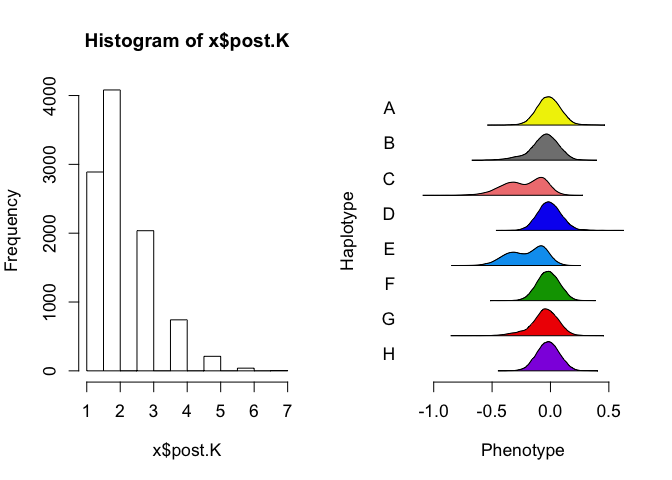 Histogram of x$post.K
Frequency
0
1000
2000
3000
4000
1 2 3 4 5 6 7
x$post.K
Haplotype
A
B
C
D
E
F
G
H
-1.0 -0.5 0.0 0.5
Phenotype